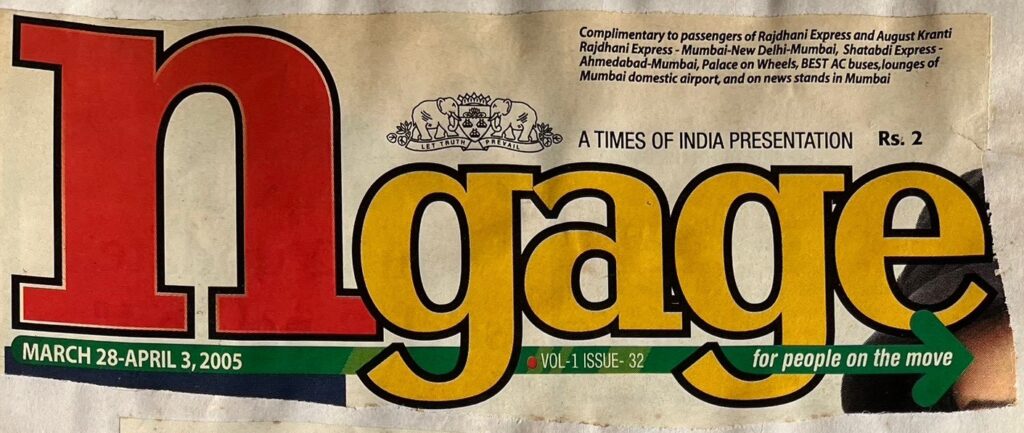 Complimentary to passengers of Rajdhani Express and August Kranti
Rajdhani Express - Mumbai-New Delhi-Mumbai, Shatabdi Express -
Ahmedabad-Mumbai, Palace on Wheels, BEST AC buses,lounges of
Mumbai domestic airport, and on news stands in Mumbai
LET TRUTH PREVAIL
A TIMES OF INDIA PRESENTATION Rs. 2
ngage
MARCH 28-APRIL 3, 2005 VOL-1 ISSUE- 32 for people on the move